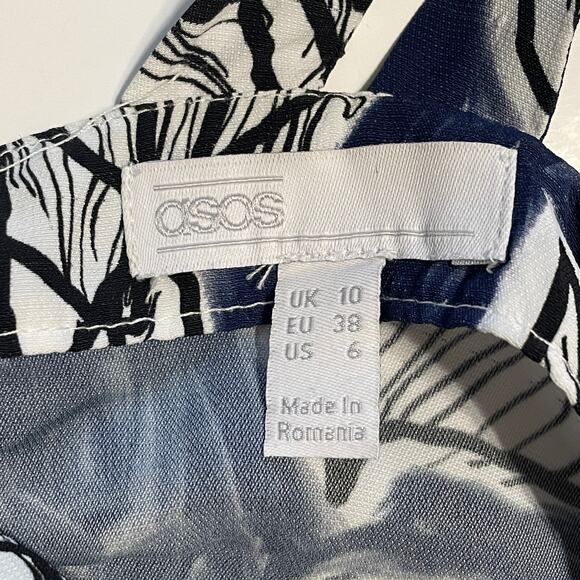 asos
UK 10
EU 38
US 6
Made In
Romania